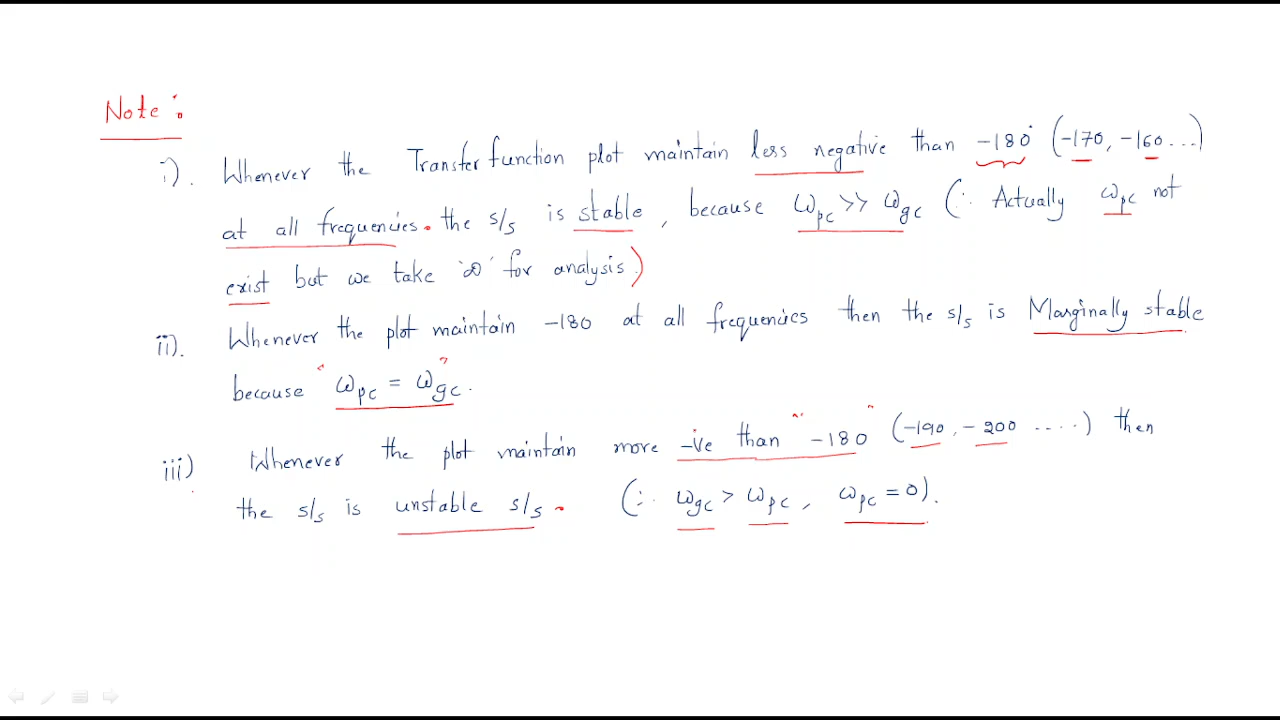 Note :
i). Whenever the Transfer function plot maintain less negative than -180° (-170, -160...)
at all frequencies. the s/s is stable, because ωpc >> ωgc (∵ Actually ωpc not
exist but we take '∞' for analysis.)
ii). Whenever the plot maintain -180 at all frequencies then the s/s is Marginally stable
because "ωpc = ωgc".
iii) Whenever the plot maintain more -ve than "-180" (-190, -200 ....) then
the s/s is unstable s/s. (∵ ωgc > ωpc, ωpc = 0).